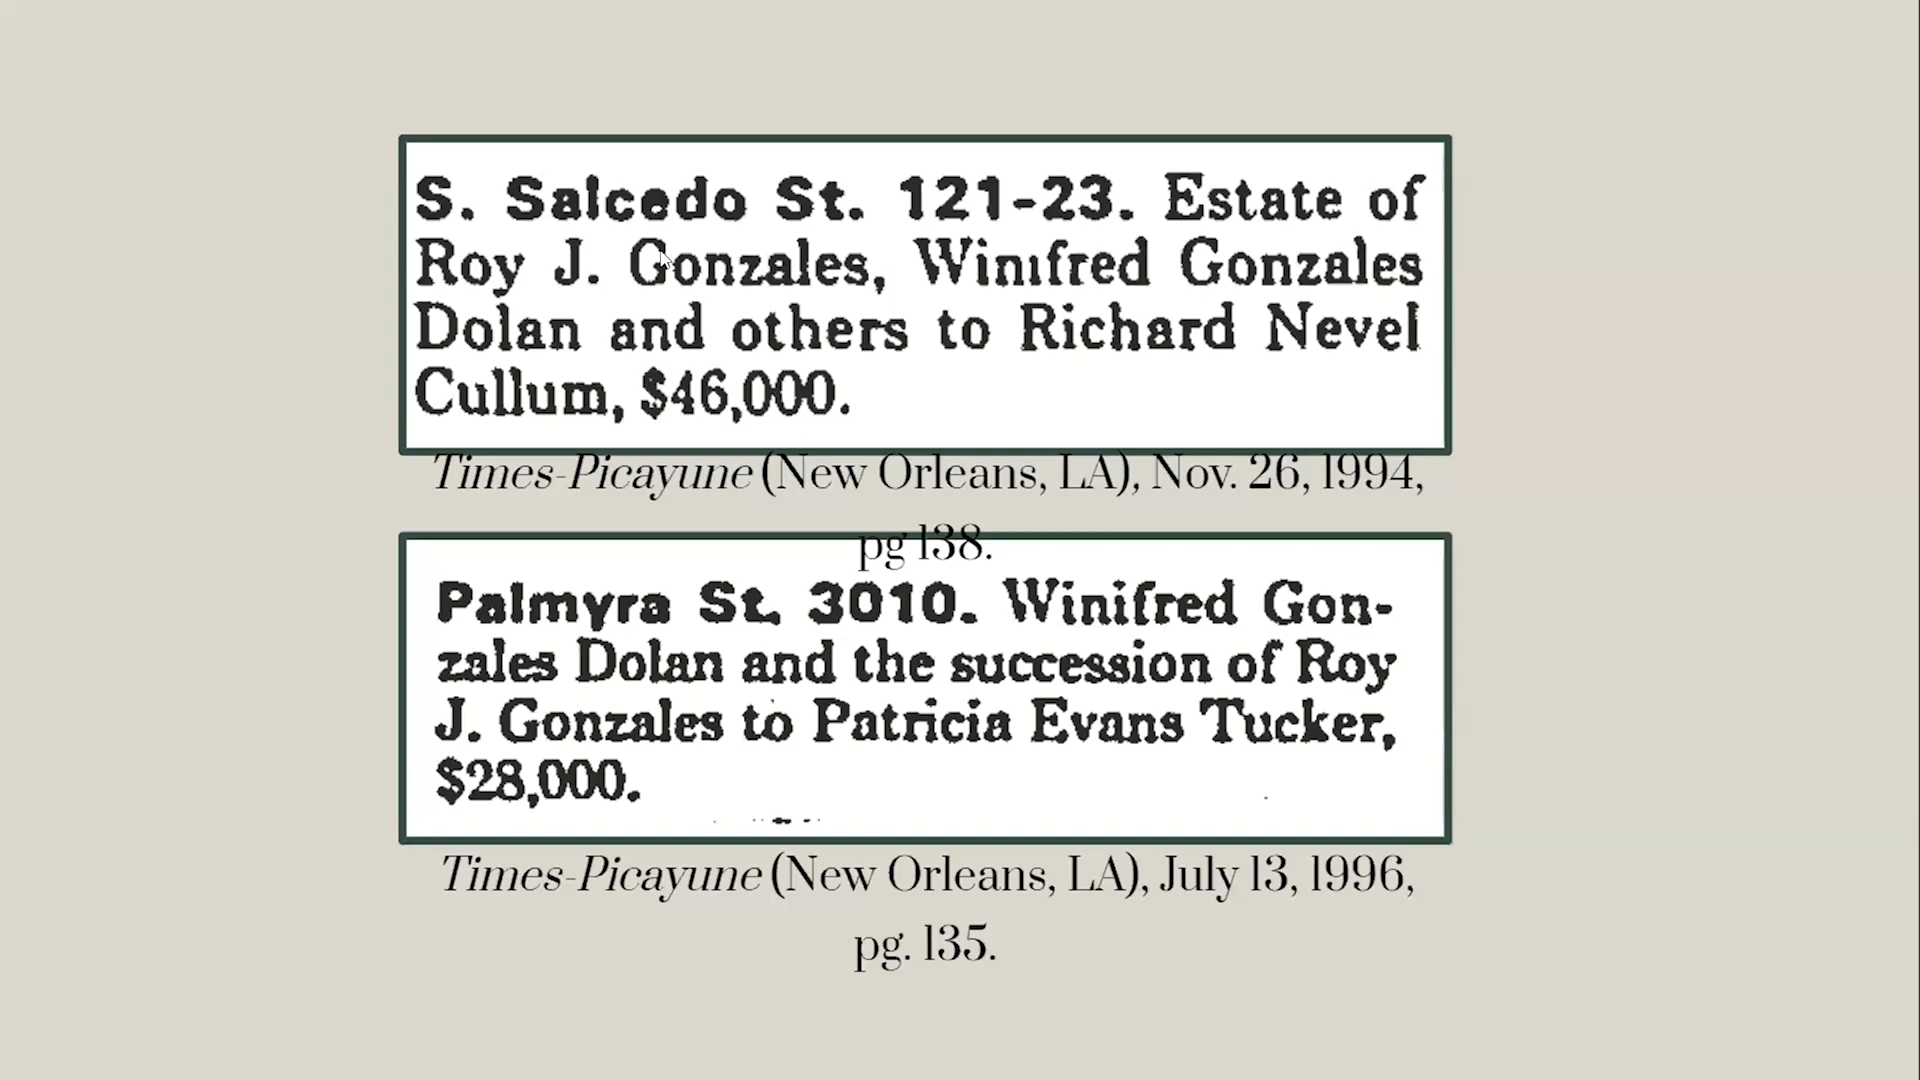 S. Salcedo St. 121-23. Estate of
Roy J. Gonzales, Winifred Gonzales
Dolan and others to Richard Nevel
Cullum, $46,000.
Times-Picayune (New Orleans, LA), Nov. 26, 1994,
pg 138.
Palmyra St. 3010. Winifred Gon-
zales Dolan and the succession of Roy
J. Gonzales to Patricia Evans Tucker,
$28,000.
Times-Picayune (New Orleans, LA), July 13, 1996,
pg. 135.